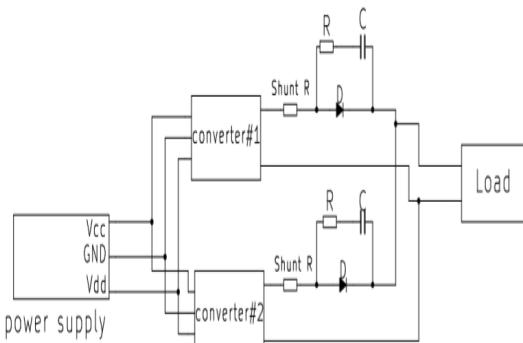 R
C
Shunt R
D
converter#1
Load
R
C
Vcc
GND
Shunt R
D
Vdd
converter#2
power supply